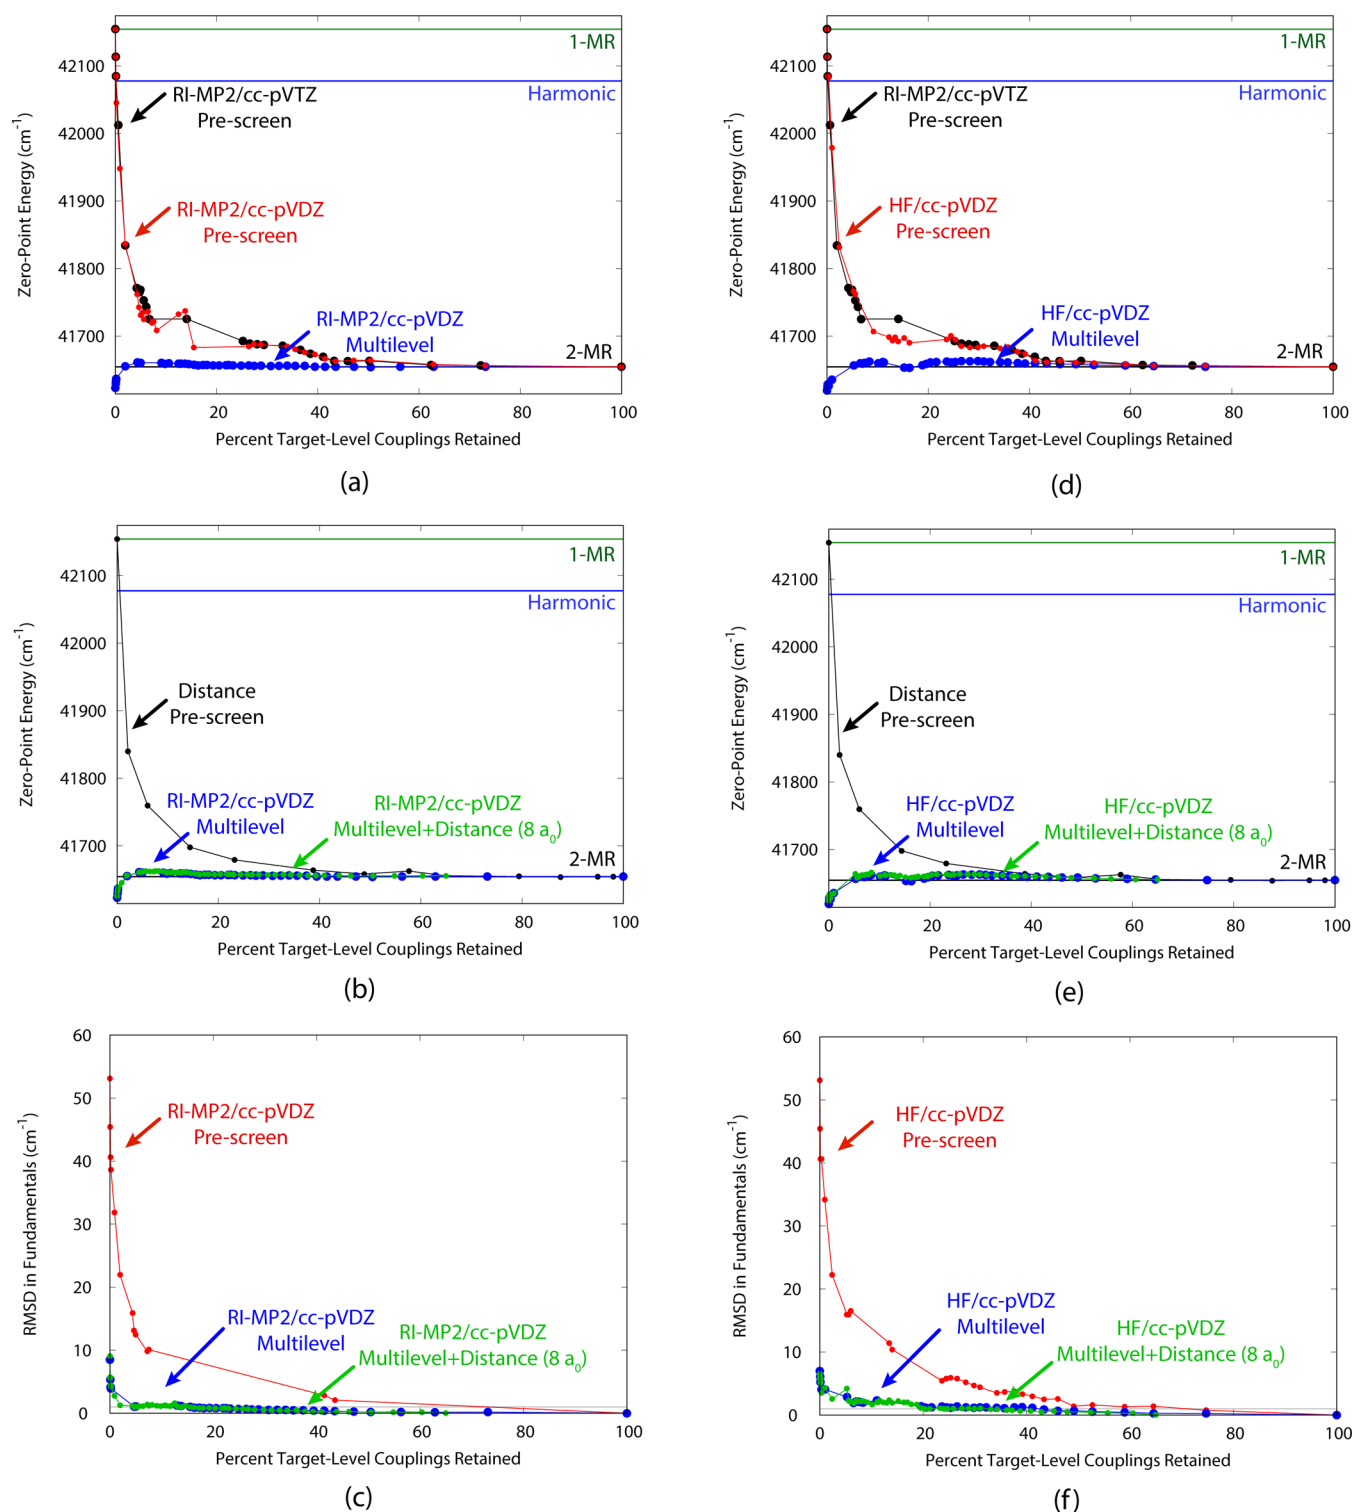 1-MR
42100
Harmonic
RI-MP2/cc-pVTZ
Pre-screen
42000
Zero-Point Energy (cm-1)
41900
RI-MP2/cc-pVDZ
Pre-screen
41800
RI-MP2/cc-pVDZ
Multilevel
41700
2-MR
0 20 40 60 80 100
Percent Target-Level Couplings Retained
(a)
1-MR
42100
Harmonic
RI-MP2/cc-pVTZ
Pre-screen
42000
Zero-Point Energy (cm-1)
41900
HF/cc-pVDZ
Pre-screen
41800
HF/cc-pVDZ
Multilevel
41700
2-MR
0 20 40 60 80 100
Percent Target-Level Couplings Retained
(d)
1-MR
42100
Harmonic
42000
Zero-Point Energy (cm-1)
Distance
Pre-screen
41900
41800
RI-MP2/cc-pVDZ
Multilevel
RI-MP2/cc-pVDZ
Multilevel+Distance (8 a0)
41700
2-MR
0 20 40 60 80 100
Percent Target-Level Couplings Retained
(b)
1-MR
42100
Harmonic
42000
Zero-Point Energy (cm-1)
Distance
Pre-screen
41900
41800
HF/cc-pVDZ
Multilevel
HF/cc-pVDZ
Multilevel+Distance (8 a0)
41700
2-MR
0 20 40 60 80 100
Percent Target-Level Couplings Retained
(e)
60
50
RI-MP2/cc-pVDZ
Pre-screen
40
RMSD in Fundamentals (cm-1)
30
20
RI-MP2/cc-pVDZ
Multilevel
RI-MP2/cc-pVDZ
Multilevel+Distance (8 a0)
10
0
0 20 40 60 80 100
Percent Target-Level Couplings Retained
(c)
60
50
HF/cc-pVDZ
Pre-screen
40
RMSD in Fundamentals (cm-1)
30
20
HF/cc-pVDZ
Multilevel
HF/cc-pVDZ
Multilevel+Distance (8 a0)
10
0
0 20 40 60 80 100
Percent Target-Level Couplings Retained
(f)